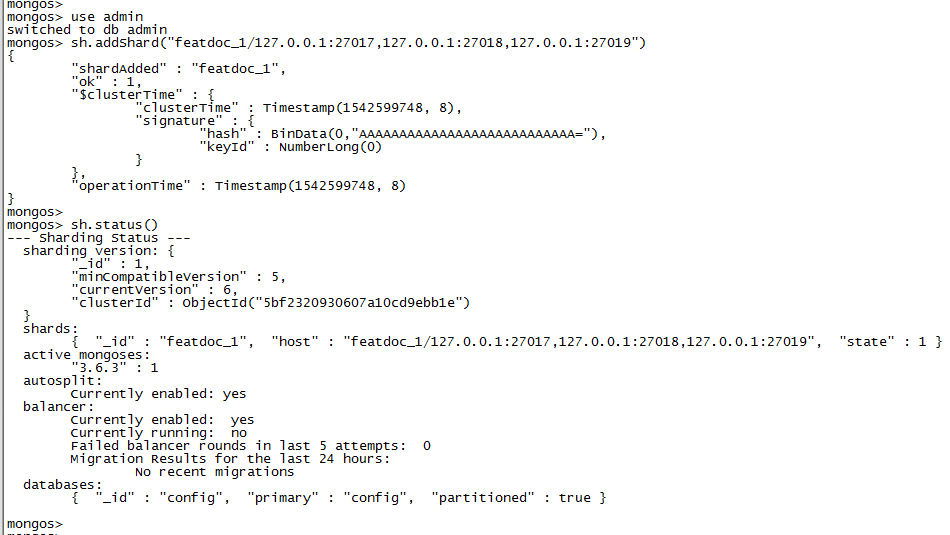 mongos>
mongos> use admin
switched to db admin
mongos> sh.addShard("featdoc_1/127.0.0.1:27017,127.0.0.1:27018,127.0.0.1:27019")
{
        "shardAdded" : "featdoc_1",
        "ok" : 1,
        "$clusterTime" : {
                "clusterTime" : Timestamp(1542599748, 8),
                "signature" : {
                        "hash" : BinData(0,"AAAAAAAAAAAAAAAAAAAAAAAAAAA="),
                        "keyId" : NumberLong(0)
                }
        },
        "operationTime" : Timestamp(1542599748, 8)
}
mongos>
mongos> sh.status()
--- Sharding Status ---
  sharding version: {
        "_id" : 1,
        "minCompatibleVersion" : 5,
        "currentVersion" : 6,
        "clusterId" : ObjectId("5bf2320930607a10cd9ebb1e")
  }
  shards:
        {  "_id" : "featdoc_1",  "host" : "featdoc_1/127.0.0.1:27017,127.0.0.1:27018,127.0.0.1:27019",  "state" : 1 }
  active mongoses:
        "3.6.3" : 1
  autosplit:
        Currently enabled: yes
  balancer:
        Currently enabled:  yes
        Currently running:  no
        Failed balancer rounds in last 5 attempts:  0
        Migration Results for the last 24 hours:
                No recent migrations
  databases:
        {  "_id" : "config",  "primary" : "config",  "partitioned" : true }
mongos>